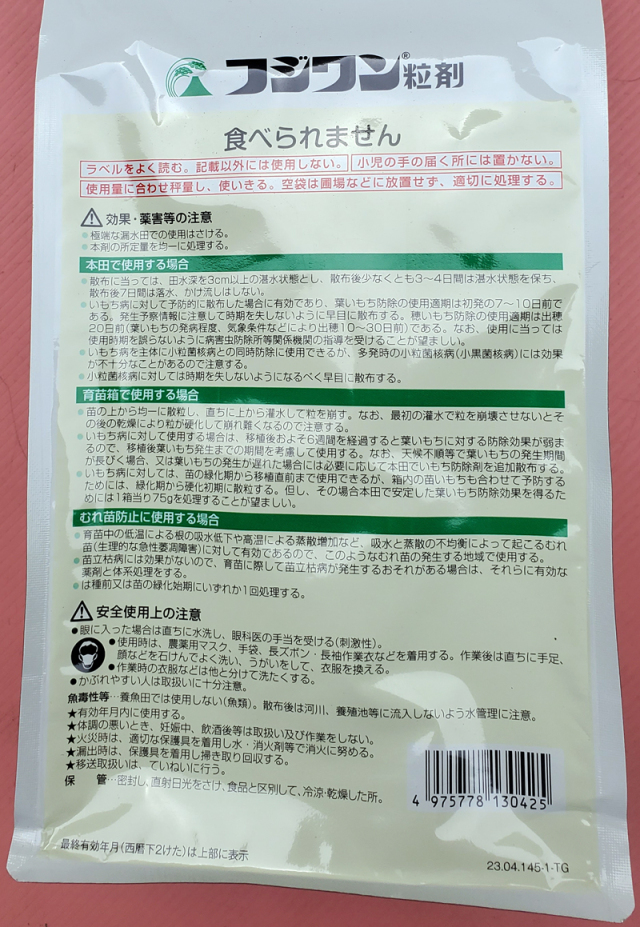 フジワン®粒剤
食べられません
ラベルをよく読む。記載以外には使用しない。 小児の手の届く所には置かない。
使用量に合わせ秤量し、使いきる。空袋は圃場などに放置せず、適切に処理する。
効果・薬害等の注意
●極端な漏水田での使用はさける。
●本剤の所定量を均一に処理する。
本田で使用する場合
●散布に当っては、田水深を3cm以上の湛水状態とし、散布後少なくとも3〜4日間は湛水状態を保ち、
散布後7日間は落水、かけ流しはしない。
●いもち病に対して予防的に散布した場合に有効であり、葉いもち防除の使用適期は初発の7〜10日前で
ある。発生予察情報に注意して時期を失しないように早目に散布する。穂いもち防除の使用適期は出穂
20日前(葉いもちの発病程度、気象条件などにより出穂10〜30日前)である。なお、使用に当っては
使用時期を誤らないように病害虫防除所等関係機関の指導を受けることが望ましい。
●いもち病を主体に小粒菌核病との同時防除に使用できるが、多発時の小粒菌核病(小黒菌核病)には効果
が不十分なことがあるので注意する。
●小粒菌核病に対しては時期を失しないようになるべく早目に散布する。
育苗箱で使用する場合
●苗の上から均一に散粒し、直ちに上から灌水して粒を崩す。なお、最初の灌水で粒を崩壊させないとそ
の後の乾燥により粒が硬化して崩れ難くなるので注意する。
●いもち病に対して使用する場合は、移植後およそ6週間を経過すると葉いもちに対する防除効果が弱ま
るので、移植後葉いもち発生までの期間を考慮して使用する。なお、天候不順等で葉いもちの発生期間
が長びく場合、又は葉いもちの発生が遅れた場合には必要に応じて本田でいもち防除剤を追加散布する。
●いもち病に対しては、苗の緑化期から移植直前まで使用できるが、箱内の苗いもちも合わせて予防する
ためには、緑化期から硬化初期に散粒する。但し、その場合本田で安定した葉いもち防除効果を得るた
めには1箱当り75gを処理することが望ましい。
むれ苗防止に使用する場合
●育苗中の低温による根の吸水低下や高温による蒸散増加など、吸水と蒸散の不均衡によって起こるむれ
苗(生理的な急性萎凋障害)に対して有効であるので、このようなむれ苗の発生する地域で使用する。
●苗立枯病には効果がないので、育苗に際して苗立枯病が発生するおそれがある場合は、それらに有効な
薬剤と体系処理をする。
●は種前又は苗の緑化始期にいずれか1回処理する。
安全使用上の注意
●眼に入った場合は直ちに水洗し、眼科医の手当を受ける(刺激性)。
●使用時は、農薬用マスク、手袋、長ズボン・長袖作業衣などを着用する。作業後は直ちに手足、
顔などを石けんでよく洗い、うがいをして、衣服を換える。
●作業時の衣服などは他と分けて洗たくする。
●かぶれやすい人は取扱いに十分注意。
魚毒性等…養魚田では使用しない(魚類)。散布後は河川、養殖池等に流入しないよう水管理に注意。
★有効年月内に使用する。
★体調の悪いとき、妊娠中、飲酒後等は取扱い及び作業をしない。
★火災時は、適切な保護具を着用し水・消火剤等で消火に努める。
★漏出時は、保護具を着用し掃き取り回収する。
★移送取扱いは、ていねいに行う。
保 管…密封し、直射日光をさけ、食品と区別して、冷涼・乾燥した所。
4 975778 130425
最終有効年月(西暦下2けた)は上部に表示
23.04.145-1-TG